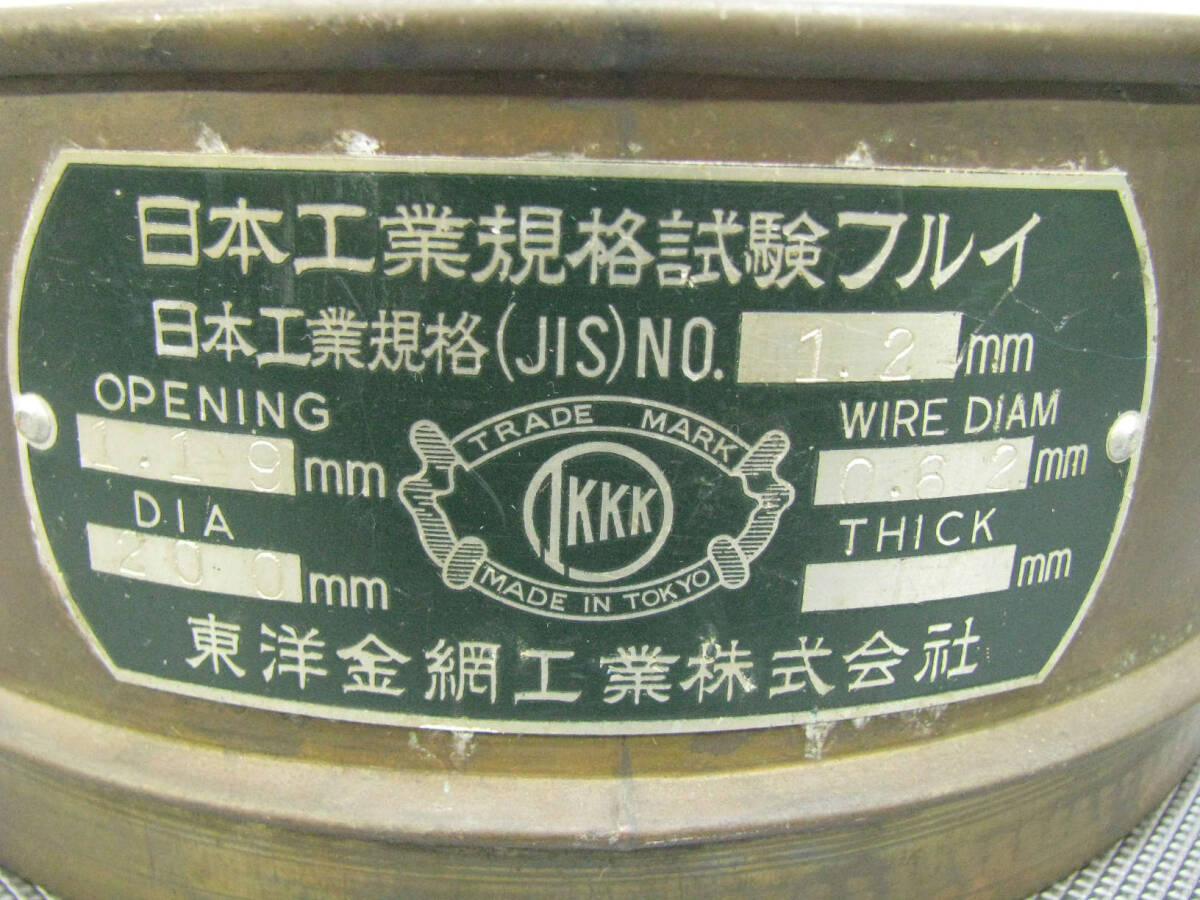 日本工業規格試験フルイ
日本工業規格(JIS)NO. 1.2 mm
OPENING
1.19 mm
WIRE DIAM
0.62 mm
DIA
200 mm
THICK
mm
TRADE MARK
KKK
MADE IN TOKYO
東洋金網工業株式会社